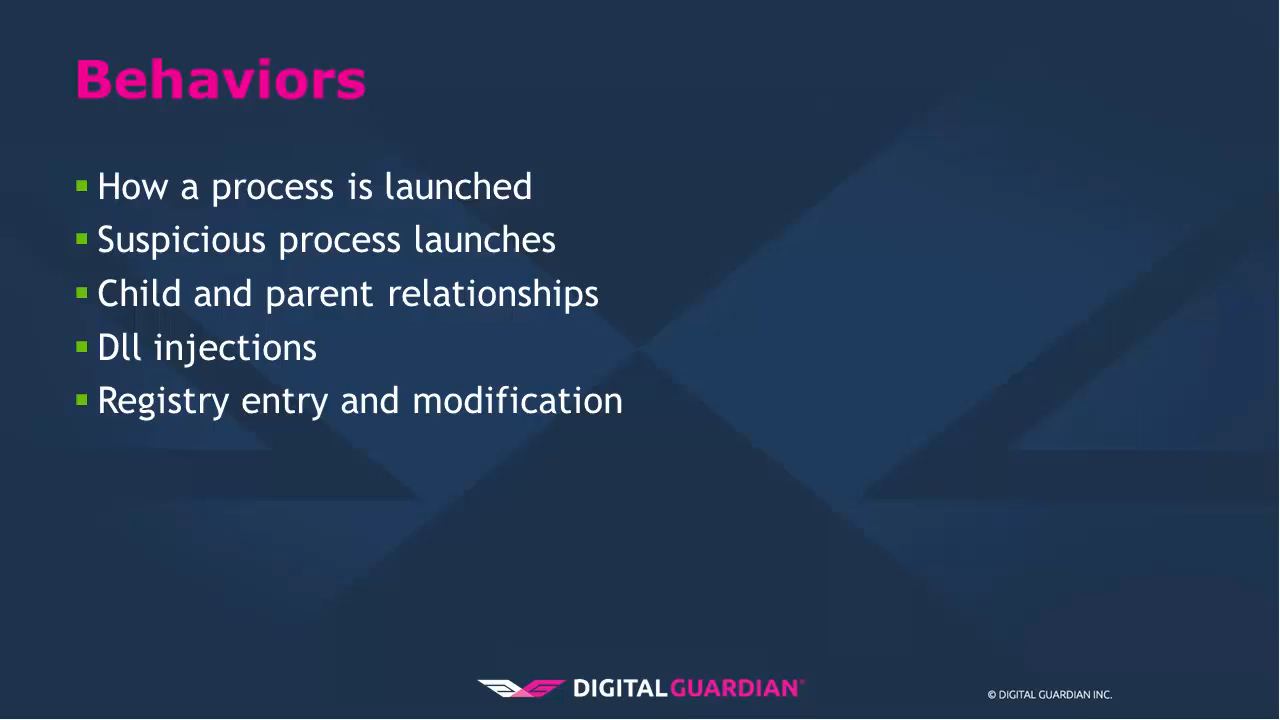 Behaviors
▪ How a process is launched
▪ Suspicious process launches
▪ Child and parent relationships
▪ Dll injections
▪ Registry entry and modification
DIGITALGUARDIAN®
© DIGITAL GUARDIAN INC.